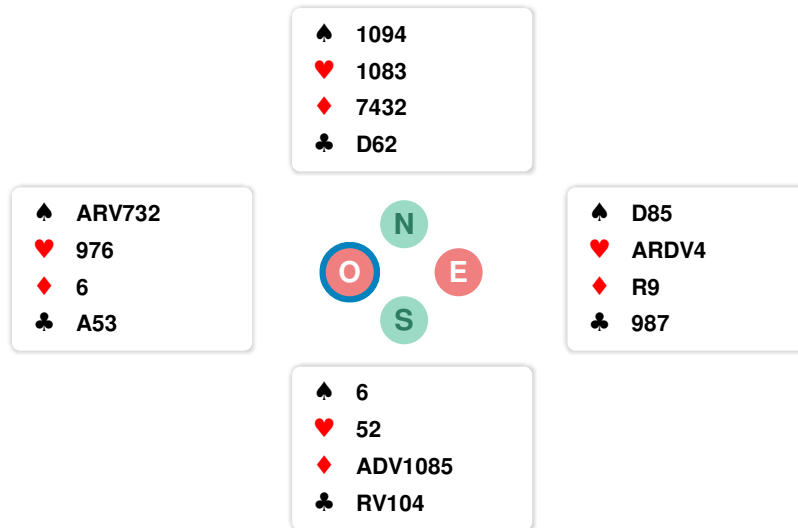 ♠ 1094
♥ 1083
♦ 7432
♣ D62
♠ ARV732
♥ 976
♦ 6
♣ A53
N
O E
S
♠ D85
♥ ARDV4
♦ R9
♣ 987
♠ 6
♥ 52
♦ ADV1085
♣ RV104